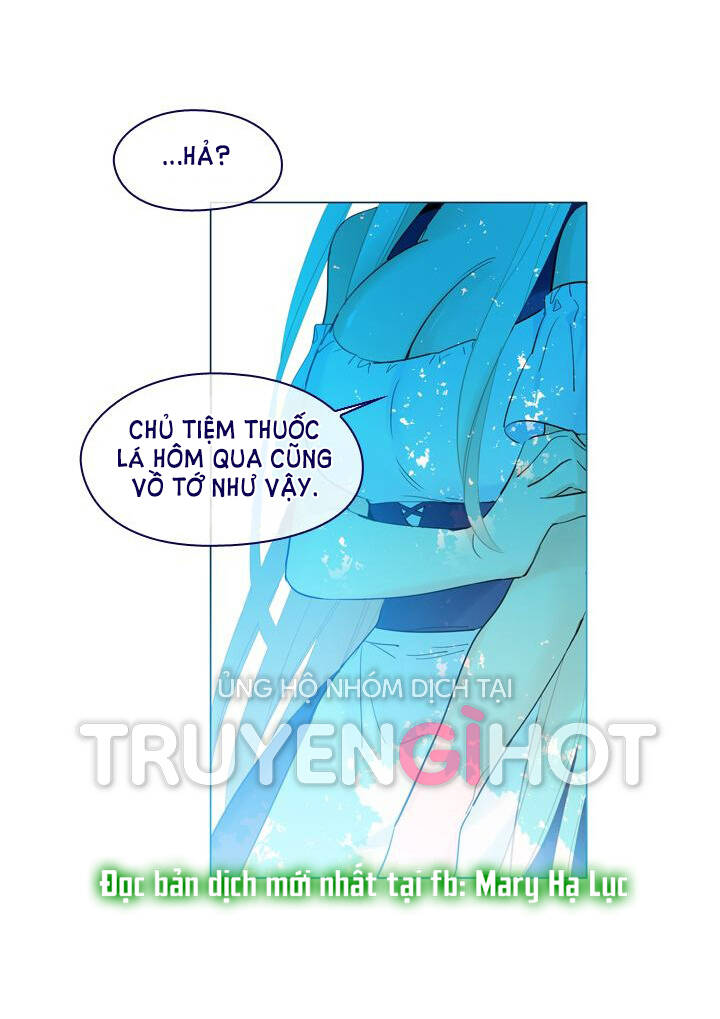 ...HẢ?
CHỦ TIỆM THUỐC
LÁ HÔM QUA CŨNG
VỒ TỚ NHƯ VẬY.
ỦNG HỘ NHÓM DỊCH TẠI
TRUYENGIHOT
Đọc bản dịch mới nhất tại fb: Mary Hạ Lục